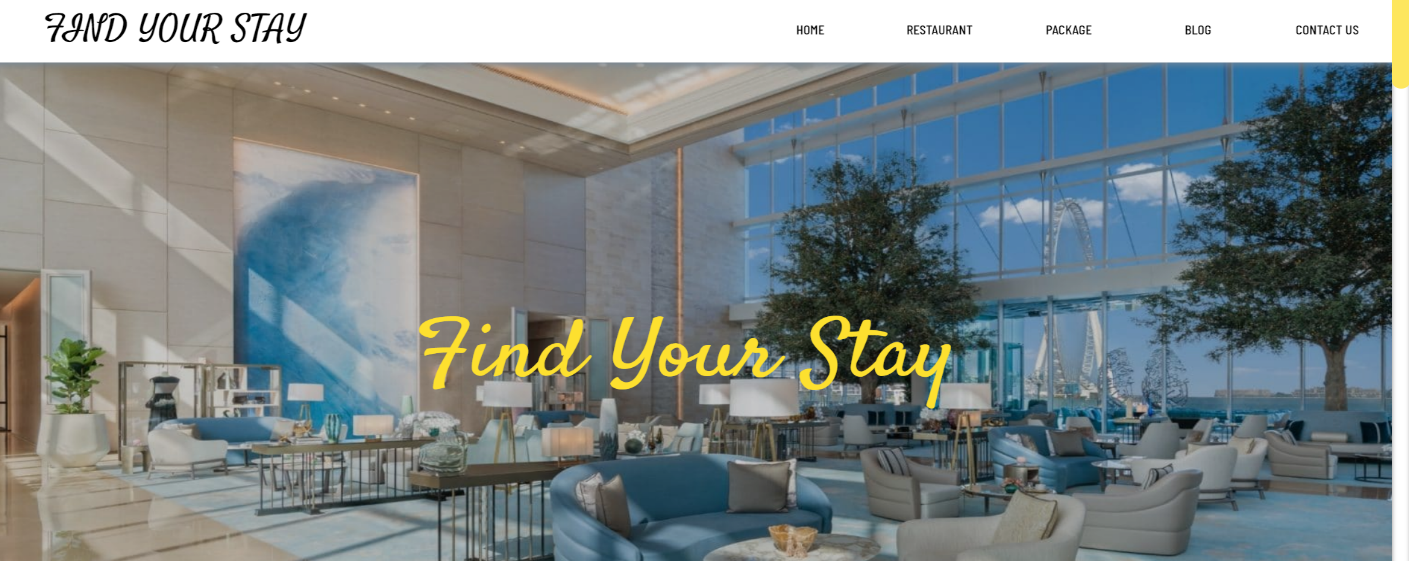 FIND YOUR STAY
HOME RESTAURANT PACKAGE BLOG CONTACT US
Find Your Stay